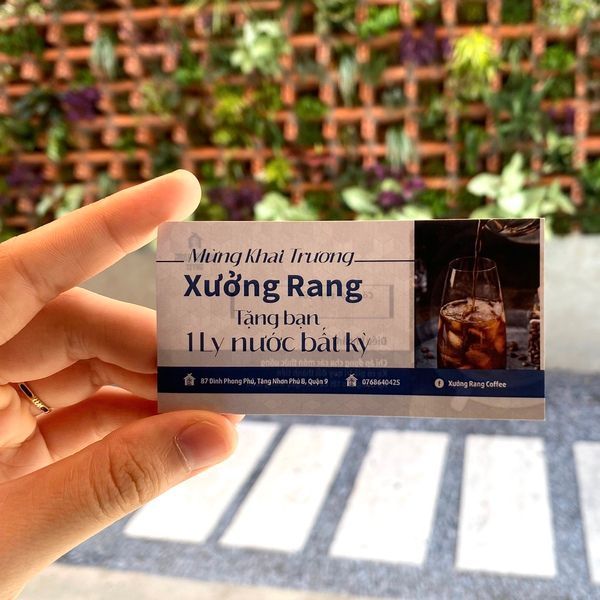 Mừng Khai Trương
Xưởng Rang
Tặng bạn
1 Ly nước bất kỳ
87 Đình Phong Phú, Tăng Nhơn Phú B, Quận 9
0768640425
Xưởng Rang Coffee